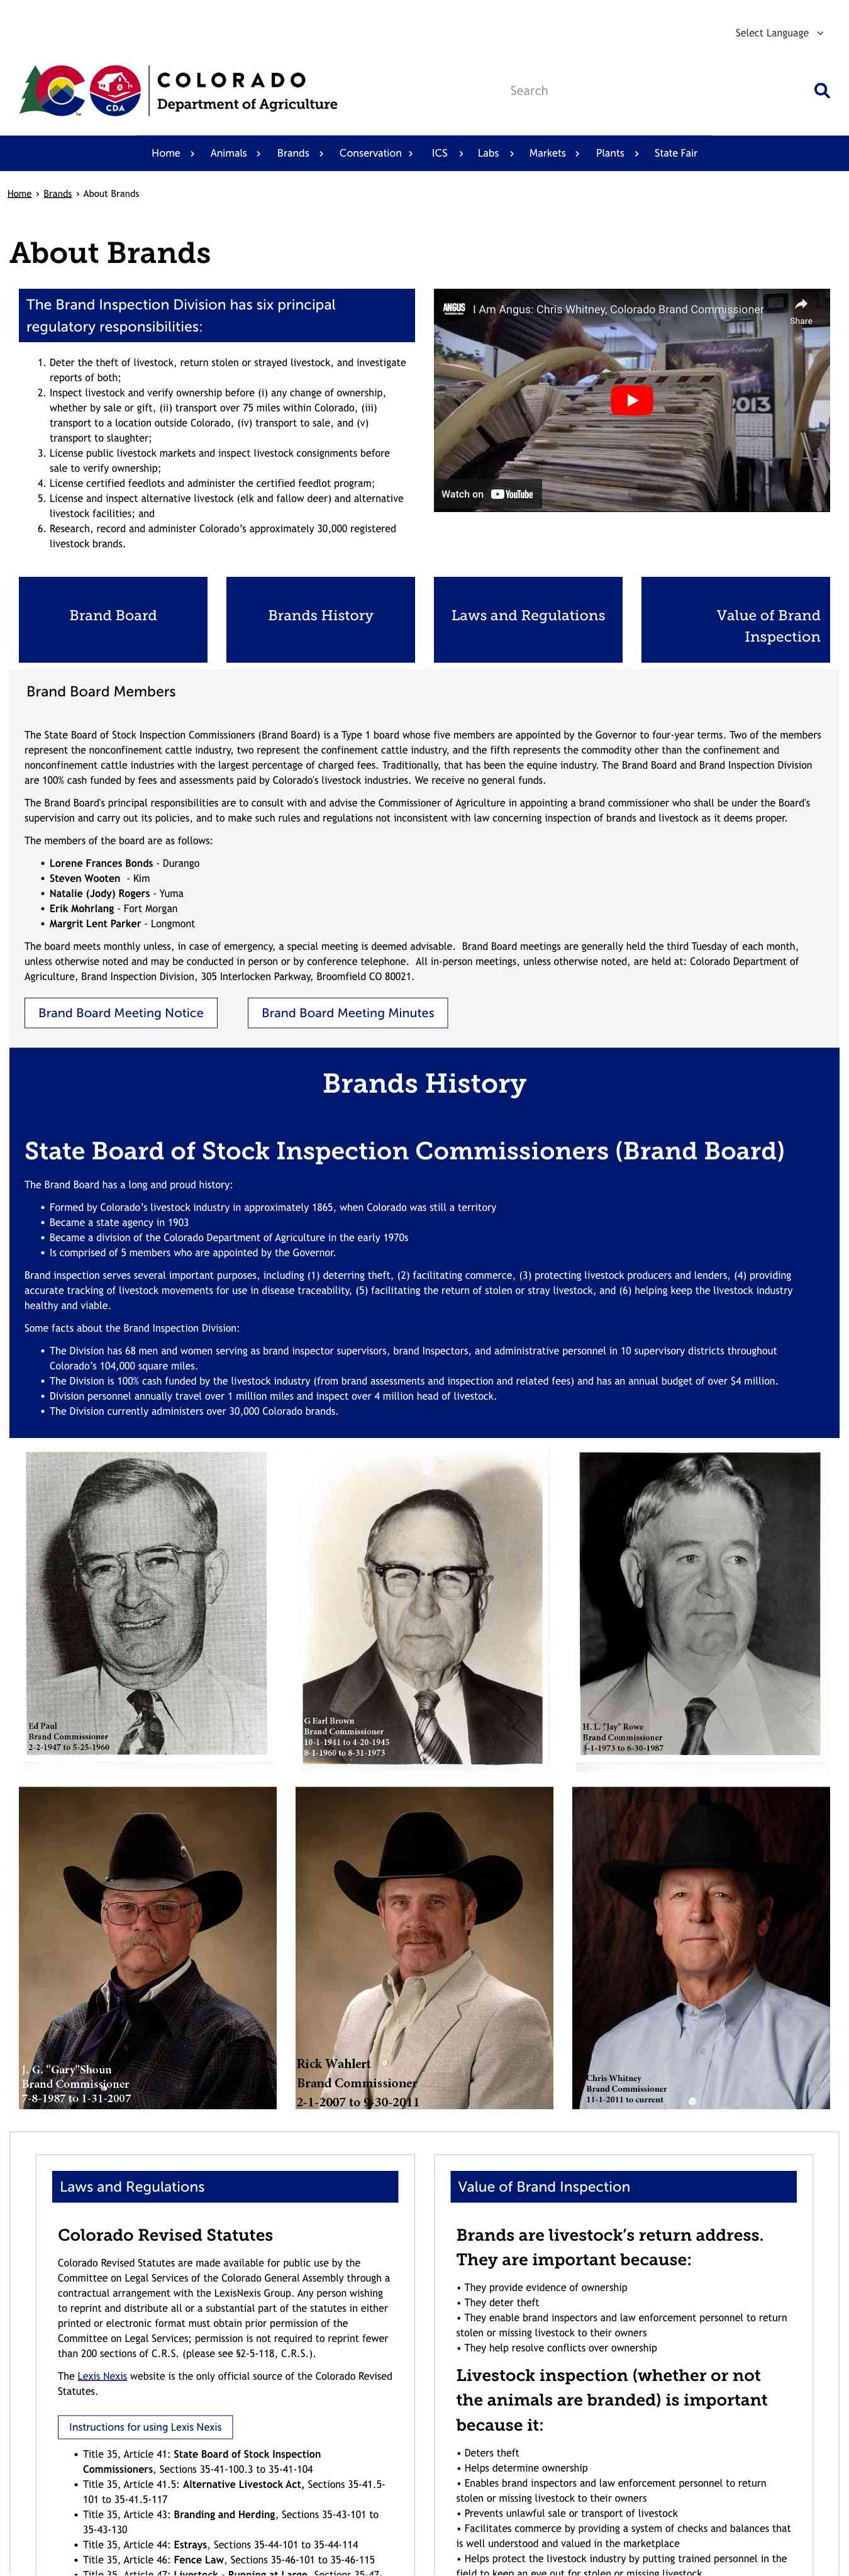 Select Language
COLORADO
Department of Agriculture
CDA
TM
Search
Home Animals Brands Conservation ICS Labs Markets Plants State Fair
Home › Brands › About Brands
About Brands
The Brand Inspection Division has six principal
regulatory responsibilities:
1. Deter the theft of livestock, return stolen or strayed livestock, and investigate
reports of both;
2. Inspect livestock and verify ownership before (i) any change of ownership,
whether by sale or gift, (ii) transport over 75 miles within Colorado, (iii)
transport to a location outside Colorado, (iv) transport to sale, and (v)
transport to slaughter;
3. License public livestock markets and inspect livestock consignments before
sale to verify ownership;
4. License certified feedlots and administer the certified feedlot program;
5. License and inspect alternative livestock (elk and fallow deer) and alternative
livestock facilities; and
6. Research, record and administer Colorado’s approximately 30,000 registered
livestock brands.
ANGUS
I Am Angus: Chris Whitney, Colorado Brand Commissioner
Share
2013
Watch on YouTube
Brand Board
Brands History
Laws and Regulations
Value of Brand
Inspection
Brand Board Members
The State Board of Stock Inspection Commissioners (Brand Board) is a Type 1 board whose five members are appointed by the Governor to four-year terms. Two of the members
represent the nonconfinement cattle industry, two represent the confinement cattle industry, and the fifth represents the commodity other than the confinement and
nonconfinement cattle industries with the largest percentage of charged fees. Traditionally, that has been the equine industry. The Brand Board and Brand Inspection Division
are 100% cash funded by fees and assessments paid by Colorado's livestock industries. We receive no general funds.
The Brand Board's principal responsibilities are to consult with and advise the Commissioner of Agriculture in appointing a brand commissioner who shall be under the Board's
supervision and carry out its policies, and to make such rules and regulations not inconsistent with law concerning inspection of brands and livestock as it deems proper.
The members of the board are as follows:
• Lorene Frances Bonds - Durango
• Steven Wooten - Kim
• Natalie (Jody) Rogers - Yuma
• Erik Mohrlang - Fort Morgan
• Margrit Lent Parker - Longmont
The board meets monthly unless, in case of emergency, a special meeting is deemed advisable. Brand Board meetings are generally held the third Tuesday of each month,
unless otherwise noted and may be conducted in person or by conference telephone. All in-person meetings, unless otherwise noted, are held at: Colorado Department of
Agriculture, Brand Inspection Division, 305 Interlocken Parkway, Broomfield CO 80021.
Brand Board Meeting Notice
Brand Board Meeting Minutes
Brands History
State Board of Stock Inspection Commissioners (Brand Board)
The Brand Board has a long and proud history:
• Formed by Colorado’s livestock industry in approximately 1865, when Colorado was still a territory
• Became a state agency in 1903
• Became a division of the Colorado Department of Agriculture in the early 1970s
• Is comprised of 5 members who are appointed by the Governor.
Brand inspection serves several important purposes, including (1) deterring theft, (2) facilitating commerce, (3) protecting livestock producers and lenders, (4) providing
accurate tracking of livestock movements for use in disease traceability, (5) facilitating the return of stolen or stray livestock, and (6) helping keep the livestock industry
healthy and viable.
Some facts about the Brand Inspection Division:
• The Division has 68 men and women serving as brand inspector supervisors, brand Inspectors, and administrative personnel in 10 supervisory districts throughout
Colorado’s 104,000 square miles.
• The Division is 100% cash funded by the livestock industry (from brand assessments and inspection and related fees) and has an annual budget of over $4 million.
• Division personnel annually travel over 1 million miles and inspect over 4 million head of livestock.
• The Division currently administers over 30,000 Colorado brands.
Ed Paul
Brand Commissioner
2-2-1947 to 5-25-1960
G Earl Brown
Brand Commissioner
10-1-1941 to 4-20-1945
8-1-1960 to 8-31-1973
H. L. "Jay" Rowe
Brand Commissioner
to 6-30-1987
J. G. "Gary"Shoun
Brand Commissioner
7-8-1987 to 1-31-2007
Rick Wahlert
Brand Commissioner
2-1-2007 to 9-30-2011
Chris Whitney
Brand Commissioner
11-1-2011 to current
Laws and Regulations
Colorado Revised Statutes
Colorado Revised Statutes are made available for public use by the
Committee on Legal Services of the Colorado General Assembly through a
contractual arrangement with the LexisNexis Group. Any person wishing
to reprint and distribute all or a substantial part of the statutes in either
printed or electronic format must obtain prior permission of the
Committee on Legal Services; permission is not required to reprint fewer
than 200 sections of C.R.S. (please see §2-5-118, C.R.S.).
The Lexis Nexis website is the only official source of the Colorado Revised
Statutes.
Instructions for using Lexis Nexis
• Title 35, Article 41: State Board of Stock Inspection
Commissioners, Sections 35-41-100.3 to 35-41-104
• Title 35, Article 41.5: Alternative Livestock Act, Sections 35-41.5-
101 to 35-41.5-117
• Title 35, Article 43: Branding and Herding, Sections 35-43-101 to
35-43-130
• Title 35, Article 44: Estrays, Sections 35-44-101 to 35-44-114
• Title 35, Article 46: Fence Law, Sections 35-46-101 to 35-46-115
• Title 35, Article 47: Livestock - Running at Large, Sections 35-47-
Value of Brand Inspection
Brands are livestock’s return address.
They are important because:
• They provide evidence of ownership
• They deter theft
• They enable brand inspectors and law enforcement personnel to return
stolen or missing livestock to their owners
• They help resolve conflicts over ownership
Livestock inspection (whether or not
the animals are branded) is important
because it:
• Deters theft
• Helps determine ownership
• Enables brand inspectors and law enforcement personnel to return
stolen or missing livestock to their owners
• Prevents unlawful sale or transport of livestock
• Facilitates commerce by providing a system of checks and balances that
is well understood and valued in the marketplace
• Helps protect the livestock industry by putting trained personnel in the
field to keep an eye out for stolen or missing livestock